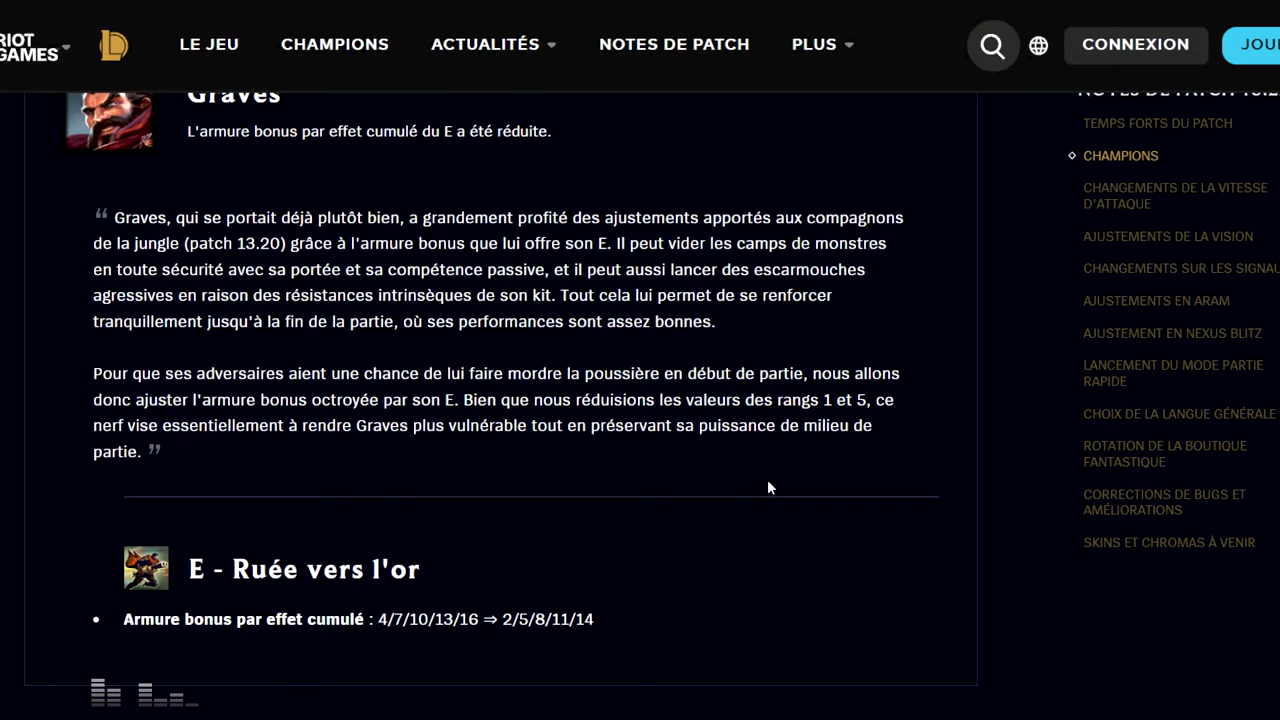 RIOT
GAMES
LE JEU
CHAMPIONS
ACTUALITÉS
NOTES DE PATCH
PLUS
CONNEXION
Graves
L'armure bonus par effet cumulé du E a été réduite.
“ Graves, qui se portait déjà plutôt bien, a grandement profité des ajustements apportés aux compagnons
de la jungle (patch 13.20) grâce à l'armure bonus que lui offre son E. Il peut vider les camps de monstres
en toute sécurité avec sa portée et sa compétence passive, et il peut aussi lancer des escarmouches
agressives en raison des résistances intrinsèques de son kit. Tout cela lui permet de se renforcer
tranquillement jusqu'à la fin de la partie, où ses performances sont assez bonnes.
Pour que ses adversaires aient une chance de lui faire mordre la poussière en début de partie, nous allons
donc ajuster l'armure bonus octroyée par son E. Bien que nous réduisions les valeurs des rangs 1 et 5, ce
nerf vise essentiellement à rendre Graves plus vulnérable tout en préservant sa puissance de milieu de
partie. ”
E - Ruée vers l'or
• Armure bonus par effet cumulé : 4/7/10/13/16 ⇒ 2/5/8/11/14
NOTES DE PATCH
TEMPS FORTS DU PATCH
CHAMPIONS
CHANGEMENTS DE LA VITESSE
D'ATTAQUE
AJUSTEMENTS DE LA VISION
CHANGEMENTS SUR LES
AJUSTEMENTS EN ARAM
AJUSTEMENT EN NEXUS BLITZ
LANCEMENT DU MODE PARTIE
RAPIDE
CHOIX DE LA LANGUE GÉNÉRALE
ROTATION DE LA BOUTIQUE
FANTASTIQUE
CORRECTIONS DE BUGS ET
AMÉLIORATIONS
SKINS ET CHROMAS À VENIR